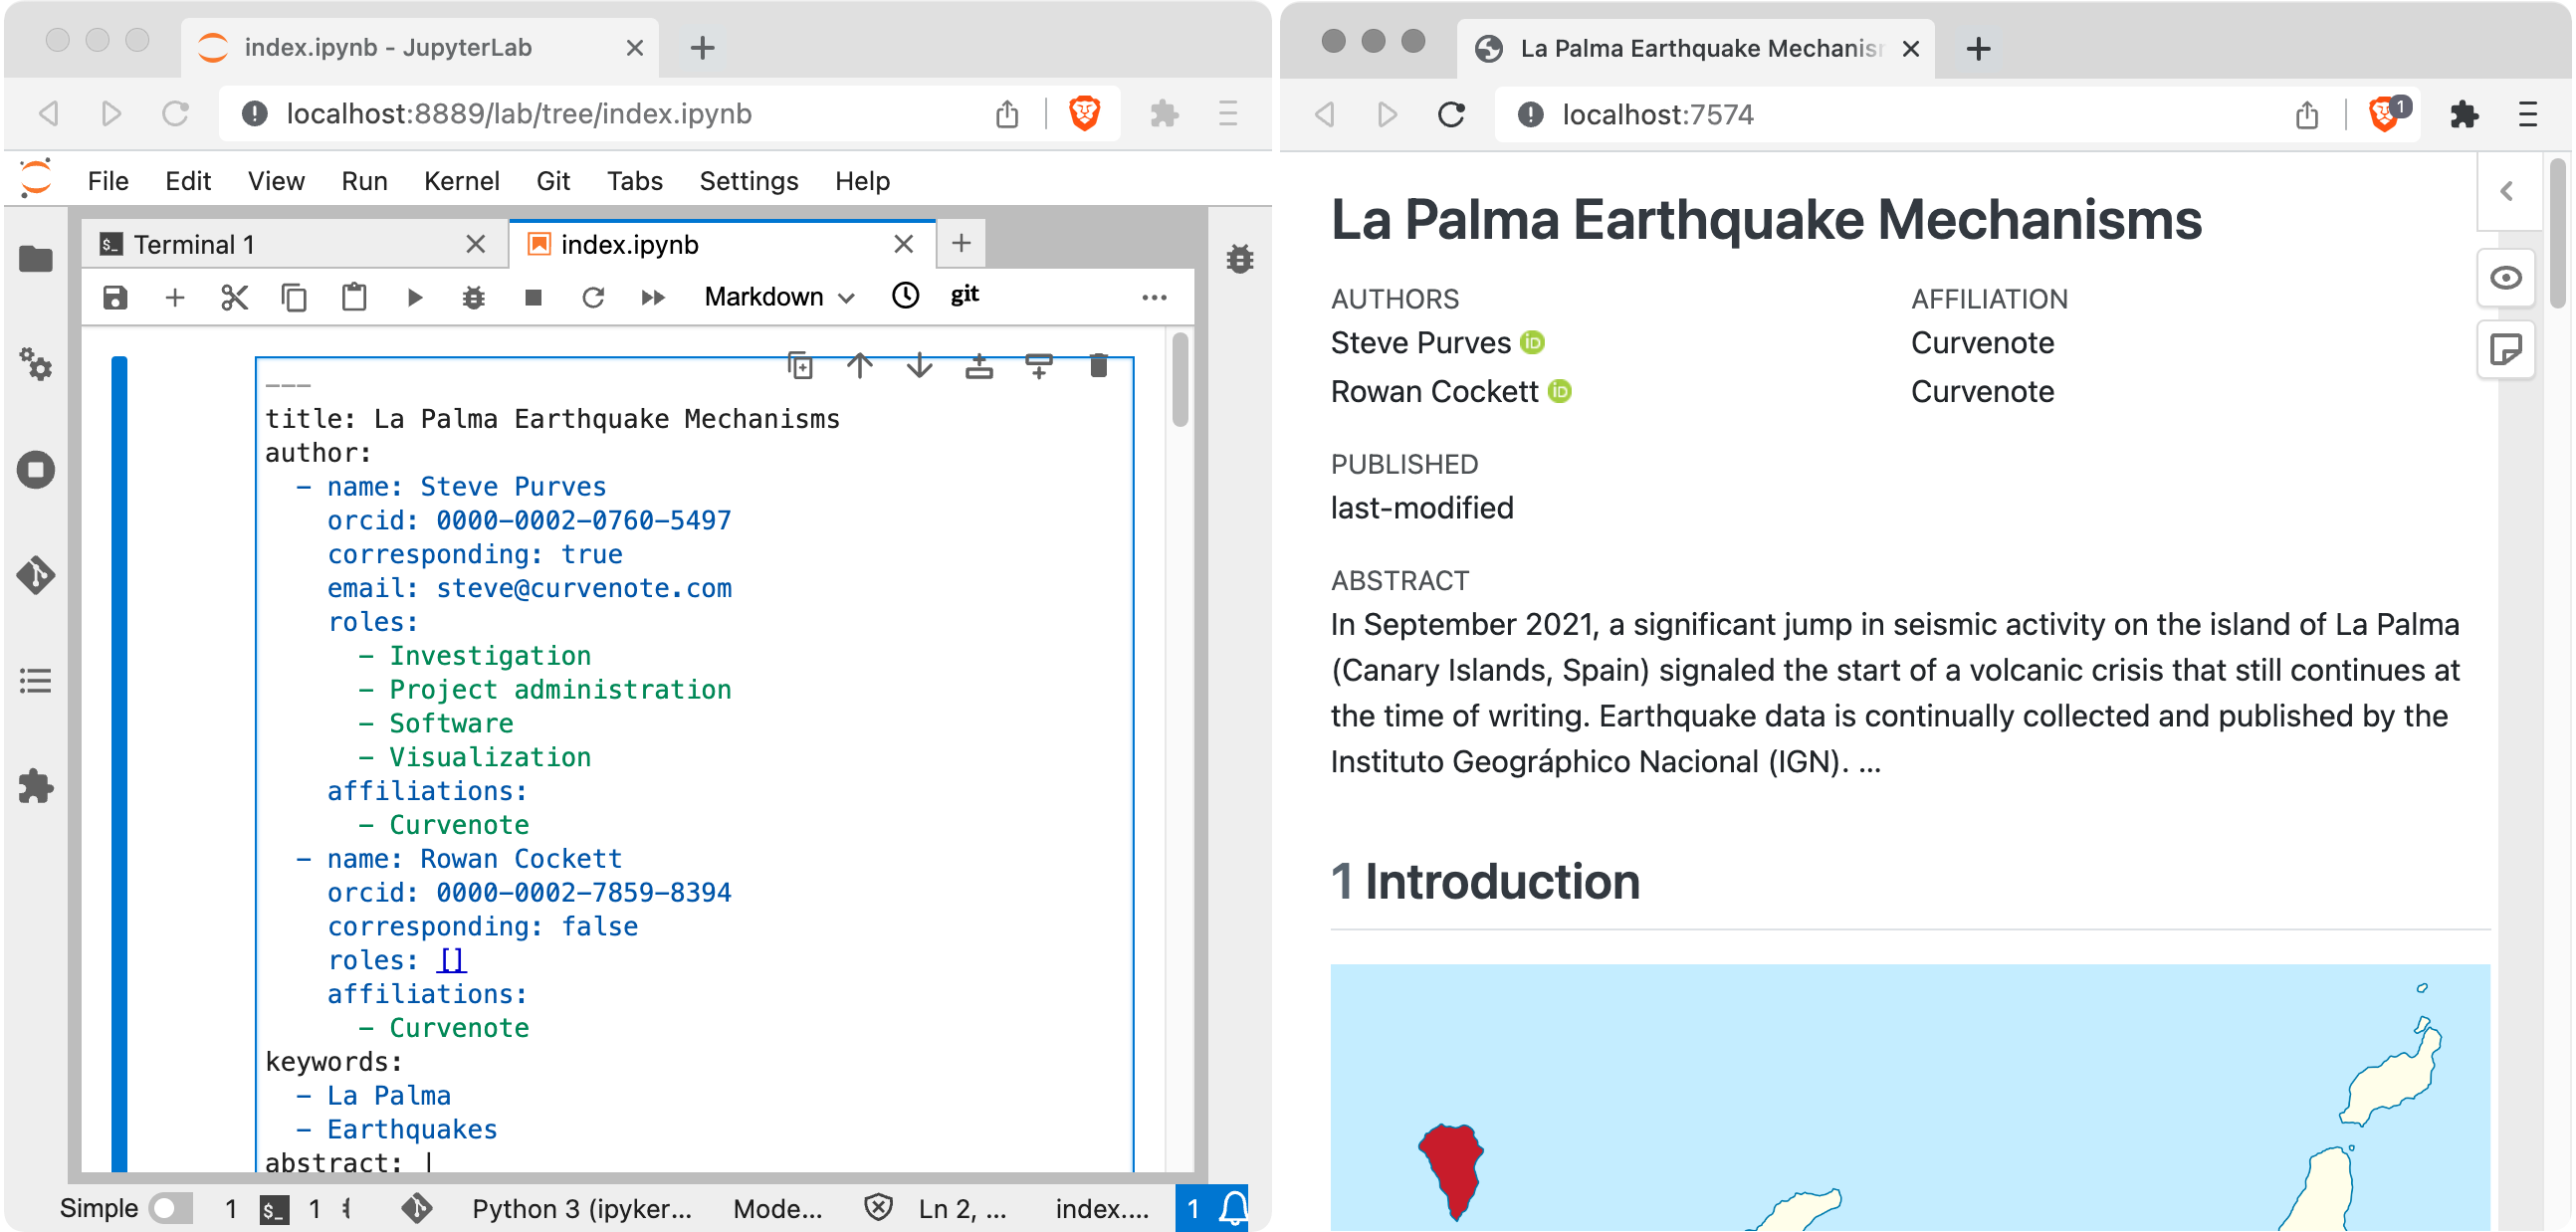 index.ipynb - JupyterLab
localhost:8889/lab/tree/index.ipynb
File Edit View Run Kernel Git Tabs Settings Help
Terminal 1
index.ipynb
Markdown
git
---
title: La Palma Earthquake Mechanisms
author:
- name: Steve Purves
orcid: 0000-0002-0760-5497
corresponding: true
email: steve@curvenote.com
roles:
- Investigation
- Project administration
- Software
- Visualization
affiliations:
- Curvenote
- name: Rowan Cockett
orcid: 0000-0002-7859-8394
corresponding: false
roles: []
affiliations:
- Curvenote
keywords:
- La Palma
- Earthquakes
abstract: |
Simple 1 $_ 1 Python 3 (ipyker... Mode... Ln 2, ... index.... 1
La Palma Earthquake Mechanisr
localhost:7574
1
La Palma Earthquake Mechanisms
AUTHORS AFFILIATION
Steve Purves iD Curvenote
Rowan Cockett iD Curvenote
PUBLISHED
last-modified
ABSTRACT
In September 2021, a significant jump in seismic activity on the island of La Palma
(Canary Islands, Spain) signaled the start of a volcanic crisis that still continues at
the time of writing. Earthquake data is continually collected and published by the
Instituto Geográphico Nacional (IGN). ...
1 Introduction